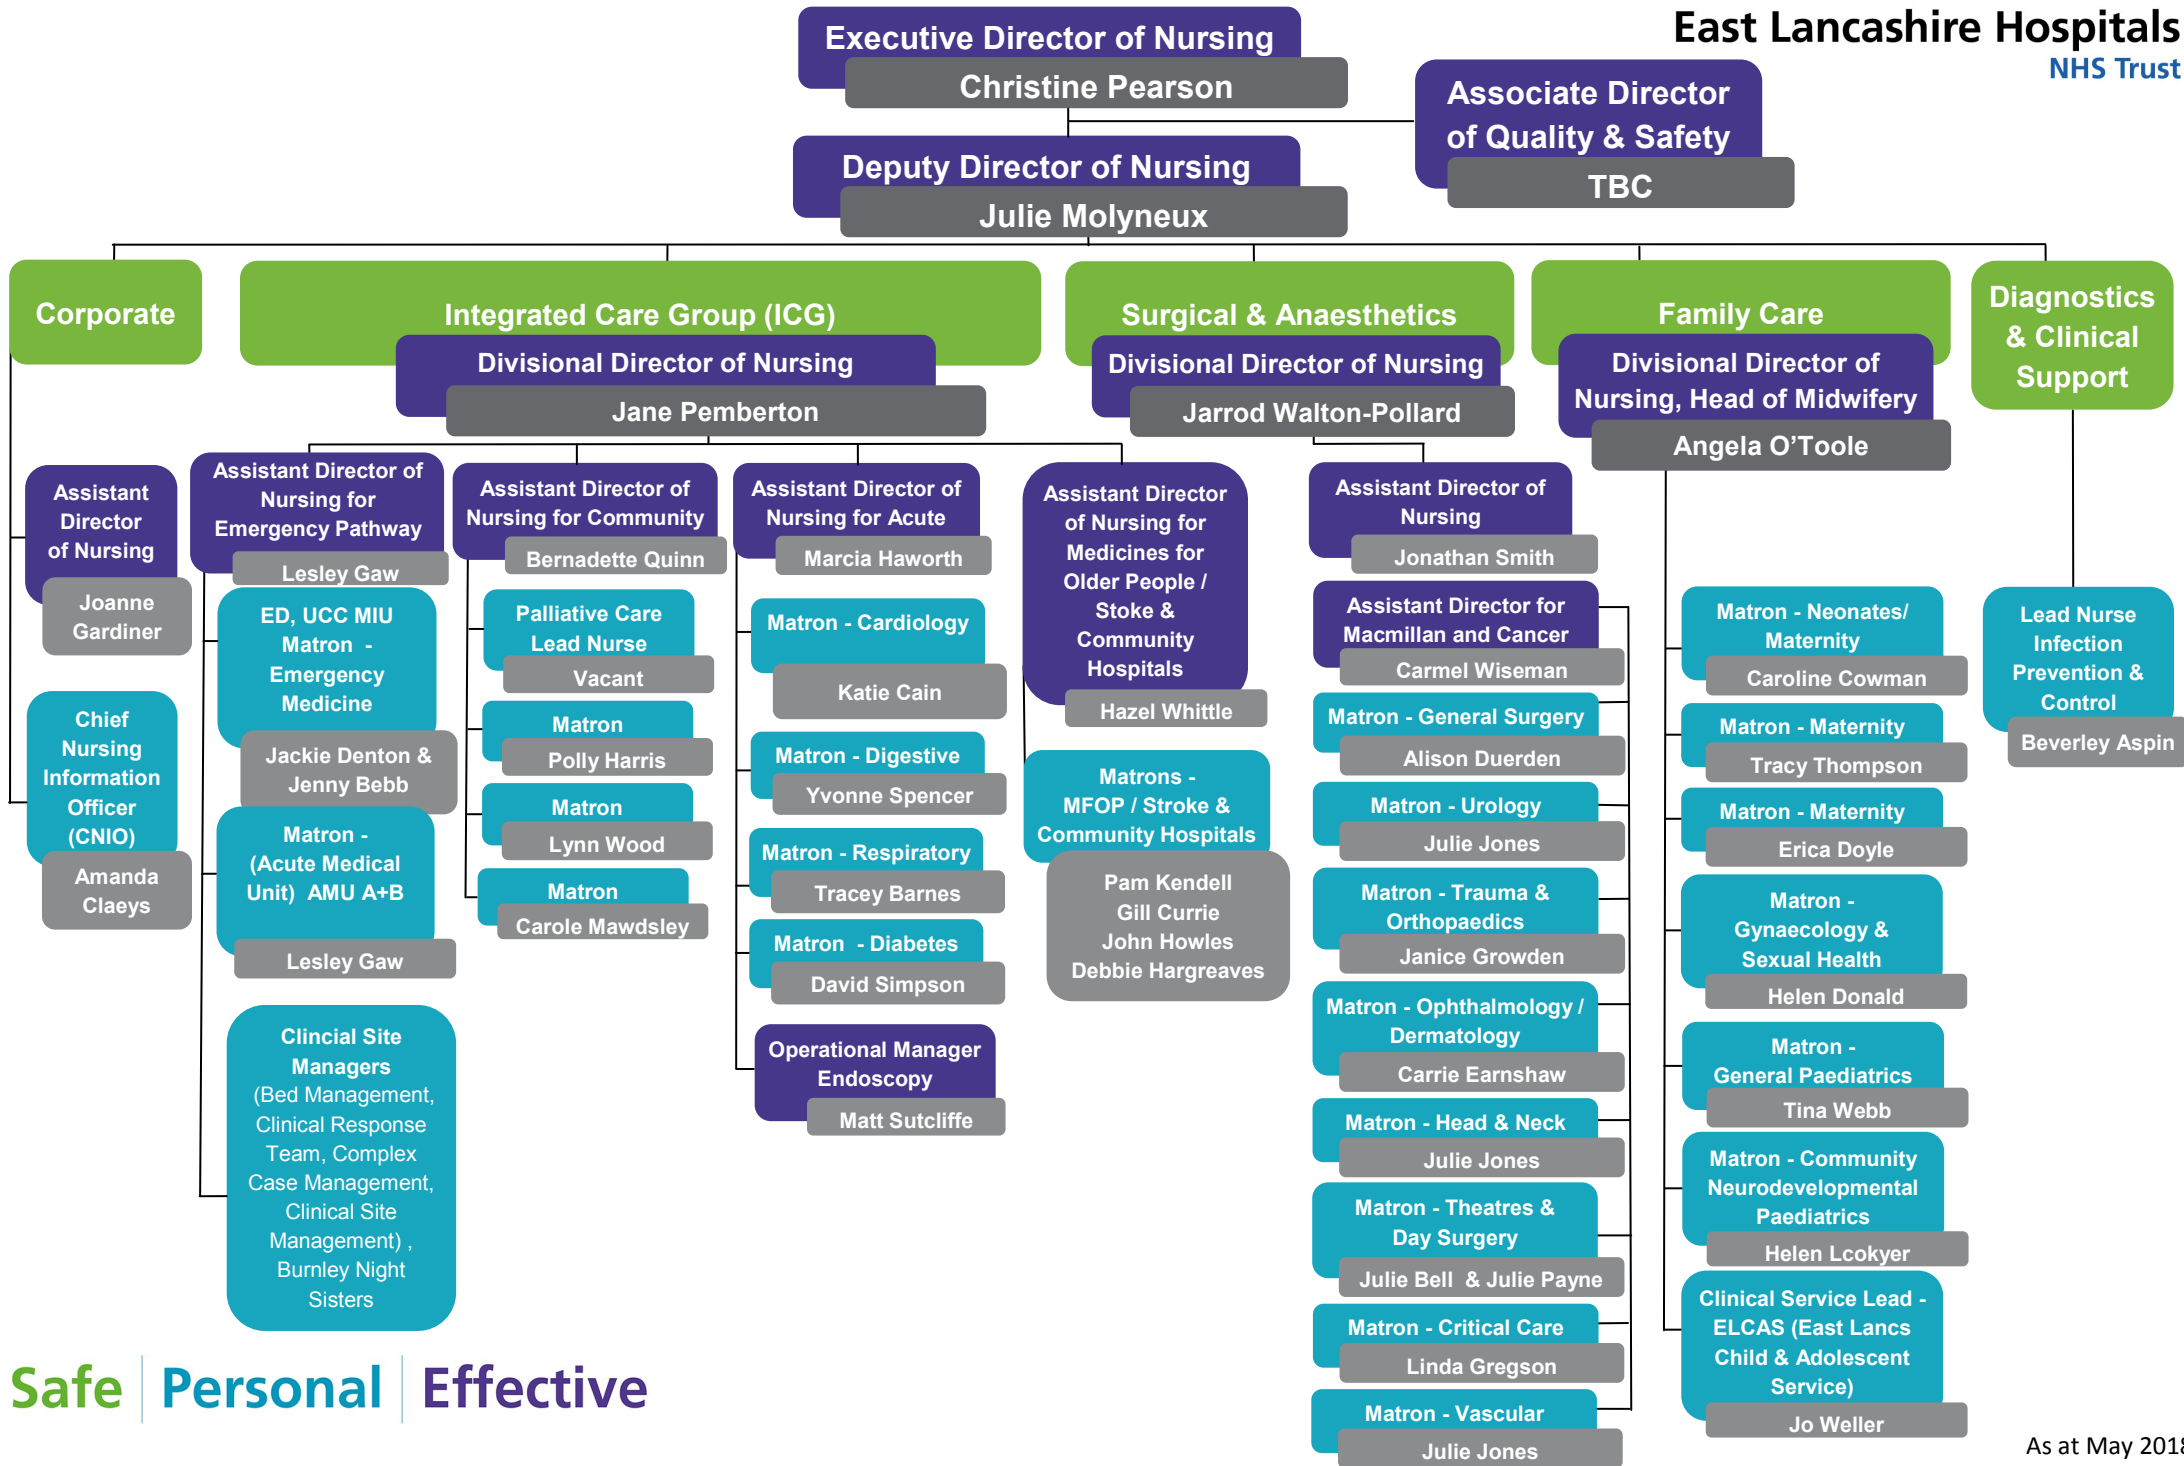 East Lancashire Hospitals
NHS Trust
Executive Director of Nursing
Christine Pearson
Associate Director
of Quality & Safety
TBC
Deputy Director of Nursing
Julie Molyneux
Corporate
Assistant
Director
of Nursing
Joanne
Gardiner
Chief
Nursing
Information
Officer
(CNIO)
Amanda
Claeys
Integrated Care Group (ICG)
Divisional Director of Nursing
Jane Pemberton
Assistant Director of
Nursing for
Emergency Pathway
Lesley Gaw
ED, UCC MIU
Matron -
Emergency
Medicine
Jackie Denton &
Jenny Bebb
Matron -
(Acute Medical
Unit) AMU A+B
Lesley Gaw
Clincial Site
Managers
(Bed Management,
Clinical Response
Team, Complex
Case Management,
Clinical Site
Management) ,
Burnley Night
Sisters
Assistant Director of
Nursing for Community
Bernadette Quinn
Palliative Care
Lead Nurse
Vacant
Matron
Polly Harris
Matron
Lynn Wood
Matron
Carole Mawdsley
Assistant Director of
Nursing for Acute
Marcia Haworth
Matron - Cardiology
Katie Cain
Matron - Digestive
Yvonne Spencer
Matron - Respiratory
Tracey Barnes
Matron - Diabetes
David Simpson
Operational Manager
Endoscopy
Matt Sutcliffe
Assistant Director
of Nursing for
Medicines for
Older People /
Stoke &
Community
Hospitals
Hazel Whittle
Matrons -
MFOP / Stroke &
Community Hospitals
Pam Kendell
Gill Currie
John Howles
Debbie Hargreaves
Surgical & Anaesthetics
Divisional Director of Nursing
Jarrod Walton-Pollard
Assistant Director of
Nursing
Jonathan Smith
Assistant Director for
Macmillan and Cancer
Carmel Wiseman
Matron - General Surgery
Alison Duerden
Matron - Urology
Julie Jones
Matron - Trauma &
Orthopaedics
Janice Growden
Matron - Ophthalmology /
Dermatology
Carrie Earnshaw
Matron - Head & Neck
Julie Jones
Matron - Theatres &
Day Surgery
Julie Bell & Julie Payne
Matron - Critical Care
Linda Gregson
Matron - Vascular
Julie Jones
Family Care
Divisional Director of
Nursing, Head of Midwifery
Angela O'Toole
Matron - Neonates/
Maternity
Caroline Cowman
Matron - Maternity
Tracy Thompson
Matron - Maternity
Erica Doyle
Matron -
Gynaecology &
Sexual Health
Helen Donald
Matron -
General Paediatrics
Tina Webb
Matron - Community
Neurodevelopmental
Paediatrics
Helen Lcokyer
Clinical Service Lead -
ELCAS (East Lancs
Child & Adolescent
Service)
Jo Weller
Diagnostics
& Clinical
Support
Lead Nurse
Infection
Prevention &
Control
Beverley Aspin
Safe Personal Effective
As at May 2018